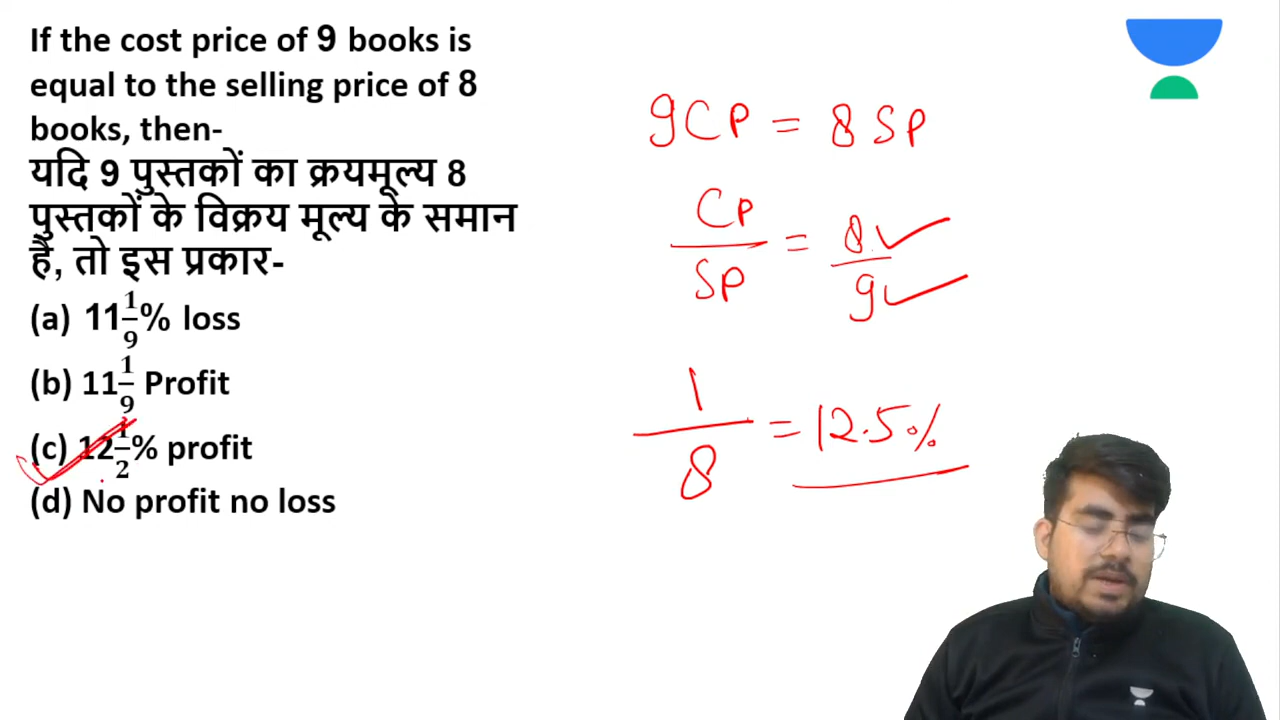 If the cost price of 9 books is
equal to the selling price of 8
books, then-
यदि 9 पुस्तकों का क्रयमूल्य 8
पुस्तकों के विक्रय मूल्य के समान
है, तो इस प्रकार-
(a) 11 1/9% loss
(b) 11 1/9 Profit
(c) 12 1/2% profit
(d) No profit no loss
9CP = 8 SP
CP/SP = 8/9
1/8 = 12.5%